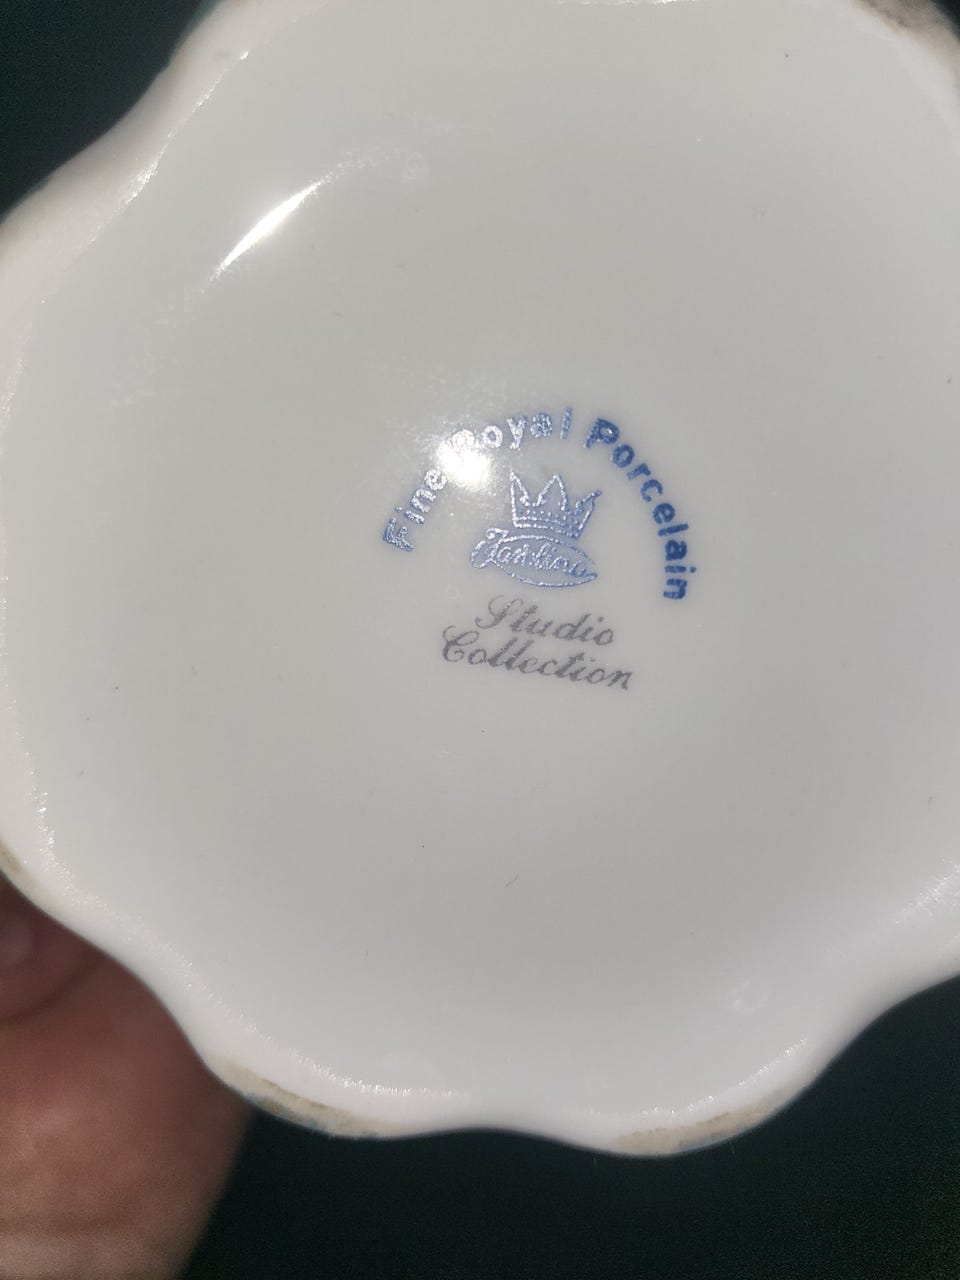 Fine Royal Porcelain
Studio
Collection